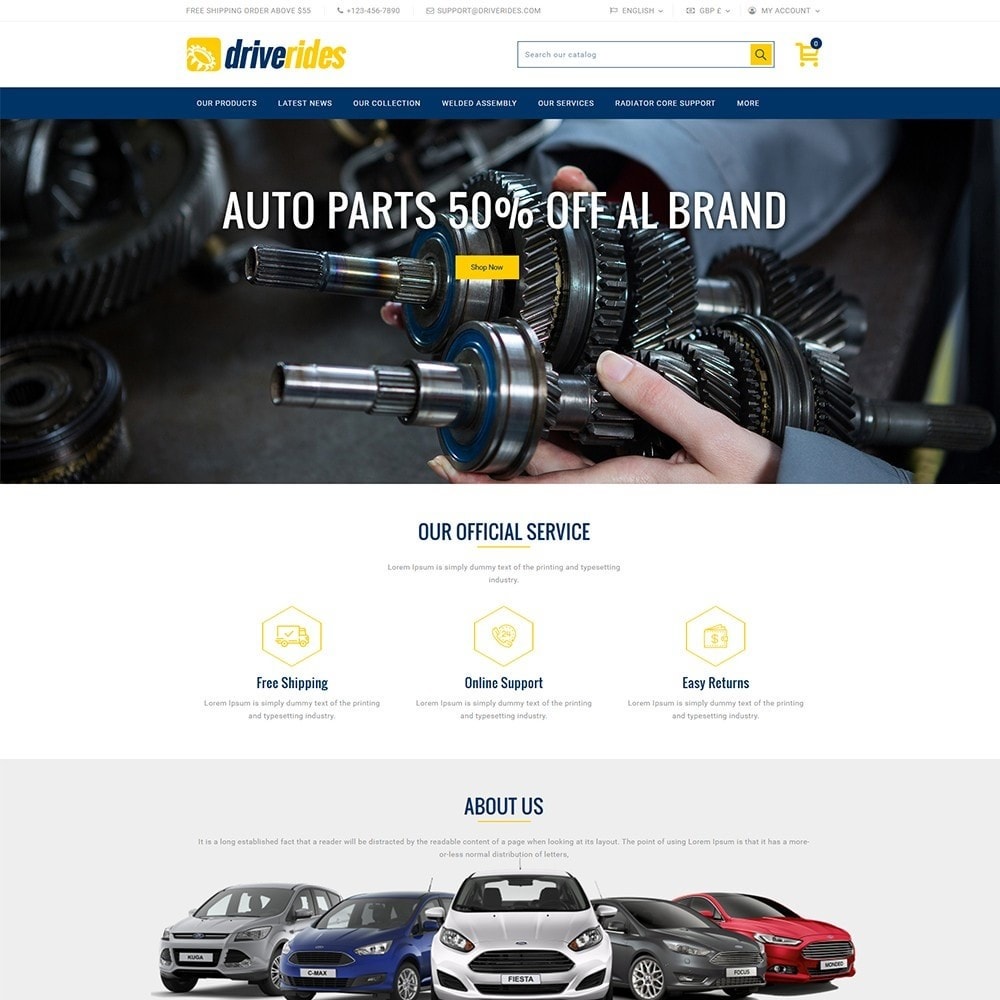 FREE SHIPPING ORDER ABOVE $55 +123-456-7890 SUPPORT@DRIVERIDES.COM ENGLISH GBP £ MY ACCOUNT
driverides
Search our catalog
0
OUR PRODUCTS LATEST NEWS OUR COLLECTION WELDED ASSEMBLY OUR SERVICES RADIATOR CORE SUPPORT MORE
AUTO PARTS 50% OFF AL BRAND
Shop Now
OUR OFFICIAL SERVICE
Lorem Ipsum is simply dummy text of the printing and typesetting
industry.
24
$
Free Shipping
Lorem Ipsum is simply dummy text of the printing
and typesetting industry.
Online Support
Lorem Ipsum is simply dummy text of the printing
and typesetting industry.
Easy Returns
Lorem Ipsum is simply dummy text of the printing
and typesetting industry.
ABOUT US
It is a long established fact that a reader will be distracted by the readable content of a page when looking at its layout. The point of using Lorem Ipsum is that it has a more-
or-less normal distribution of letters,
KUGA
C-MAX
FIESTA
FOCUS
MONDEO